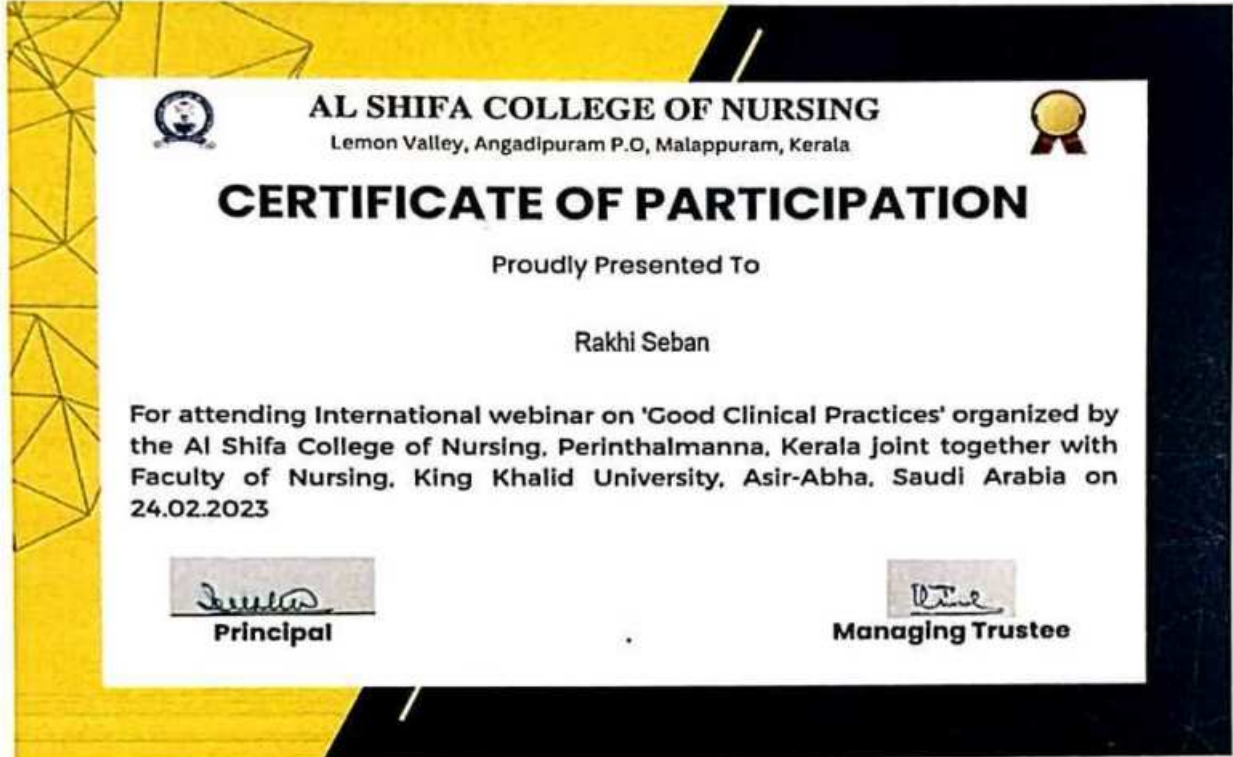 AL SHIFA COLLEGE OF NURSING
Lemon Valley, Angadipuram P.O, Malappuram, Kerala
CERTIFICATE OF PARTICIPATION
Proudly Presented To
Rakhi Seban
For attending International webinar on 'Good Clinical Practices' organized by
the Al Shifa College of Nursing, Perinthalmanna, Kerala joint together with
Faculty of Nursing, King Khalid University, Asir-Abha, Saudi Arabia on
24.02.2023
Principal
Managing Trustee